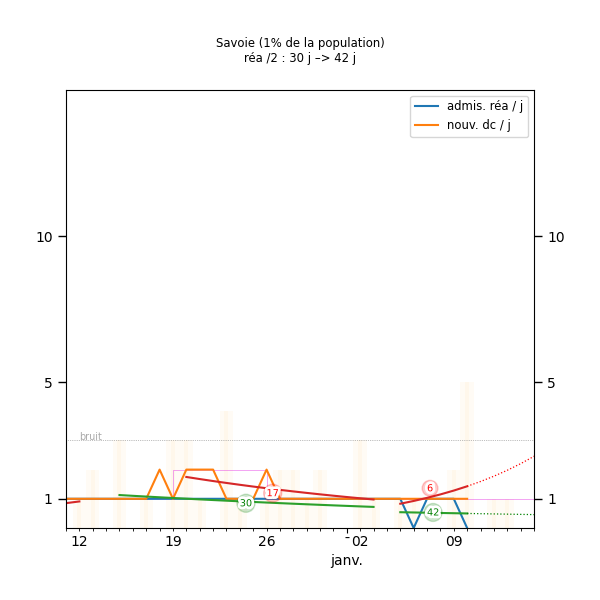 Savoie (1% de la population)
réa /2 : 30 j –> 42 j
admis. réa / j
nouv. dc / j
10
10
5
5
bruit
6
17
30
42
1
1
12
19
26
02
09
janv.